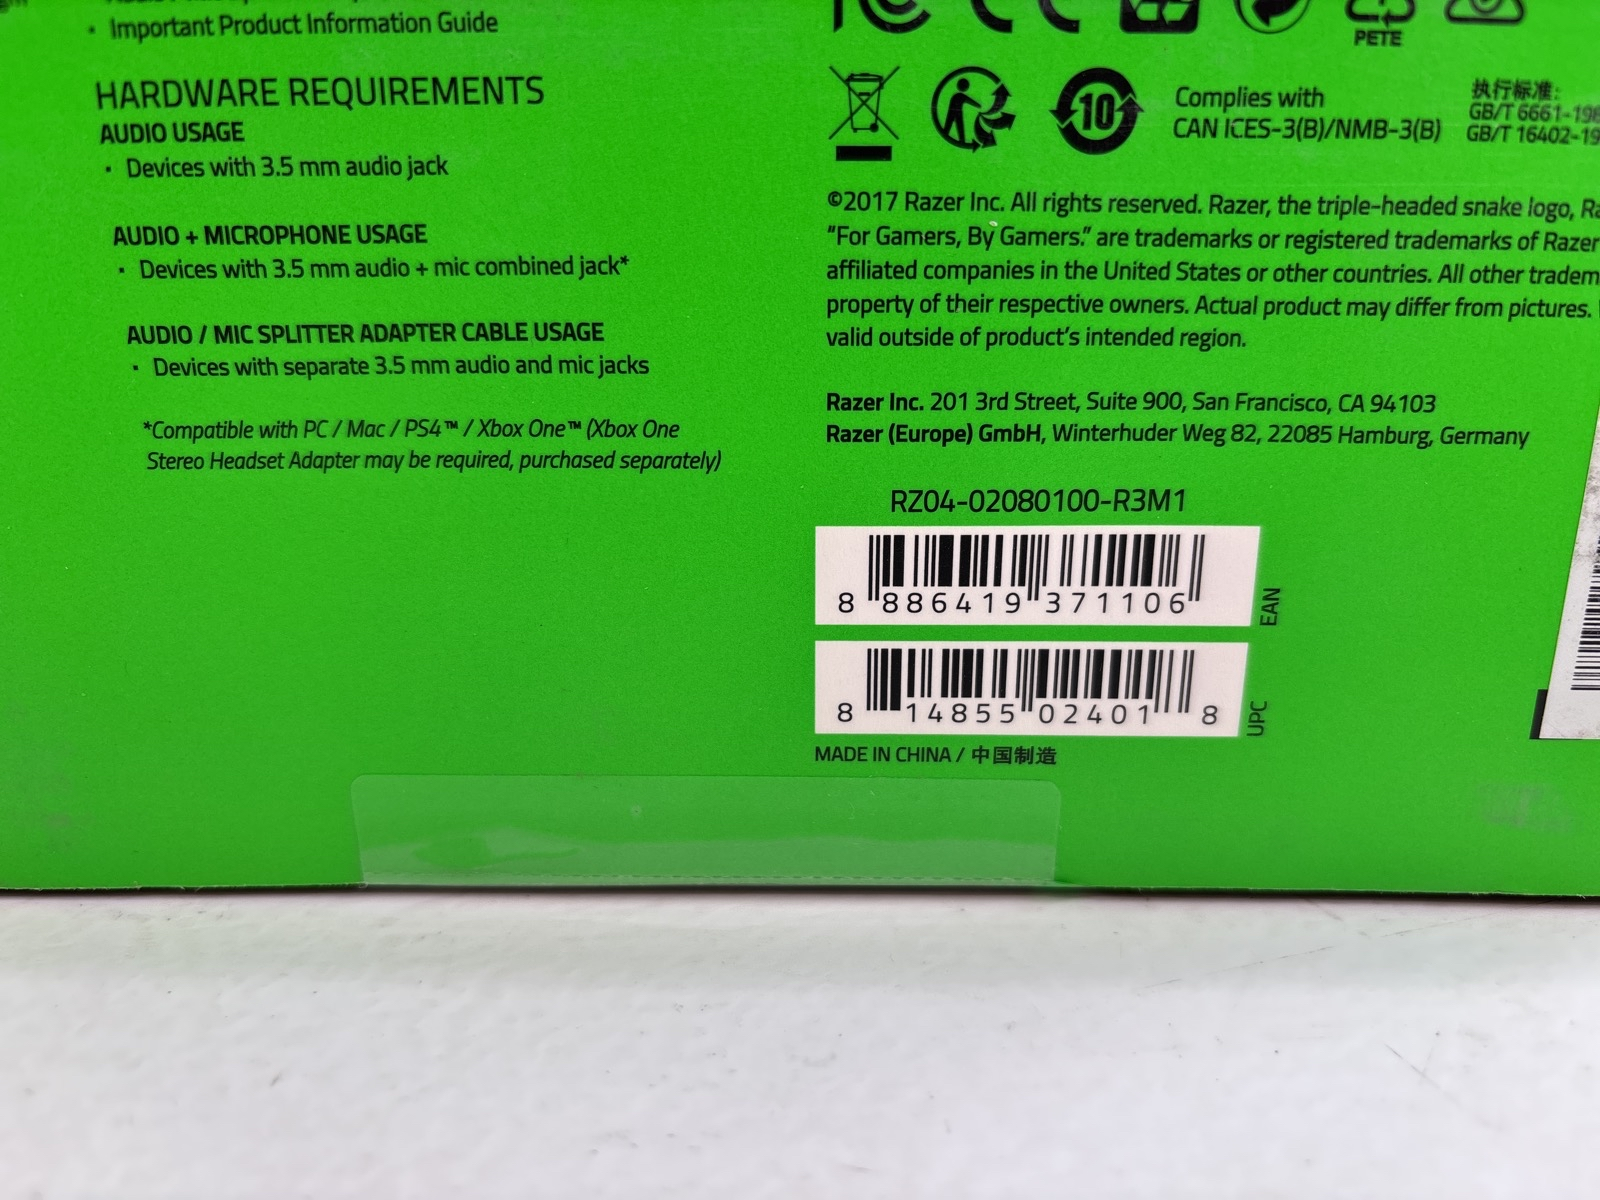 · Important Product Information Guide
HARDWARE REQUIREMENTS
AUDIO USAGE
· Devices with 3.5 mm audio jack
AUDIO + MICROPHONE USAGE
· Devices with 3.5 mm audio + mic combined jack*
AUDIO / MIC SPLITTER ADAPTER CABLE USAGE
· Devices with separate 3.5 mm audio and mic jacks
*Compatible with PC / Mac / PS4™ / Xbox One™ (Xbox One
Stereo Headset Adapter may be required, purchased separately)
PETE
10
Complies with
CAN ICES-3(B)/NMB-3(B)
执行标准:
GB/T 6661-198
GB/T 16402-19
©2017 Razer Inc. All rights reserved. Razer, the triple-headed snake logo,
"For Gamers, By Gamers." are trademarks or registered trademarks of Razer
affiliated companies in the United States or other countries. All other
property of their respective owners. Actual product may differ from pictures.
valid outside of product's intended region.
Razer Inc. 201 3rd Street, Suite 900, San Francisco, CA 94103
Razer (Europe) GmbH, Winterhuder Weg 82, 22085 Hamburg, Germany
RZ04-02080100-R3M1
8 886419 371106
EAN
8 14855 02401 8
UPC
MADE IN CHINA / 中国制造